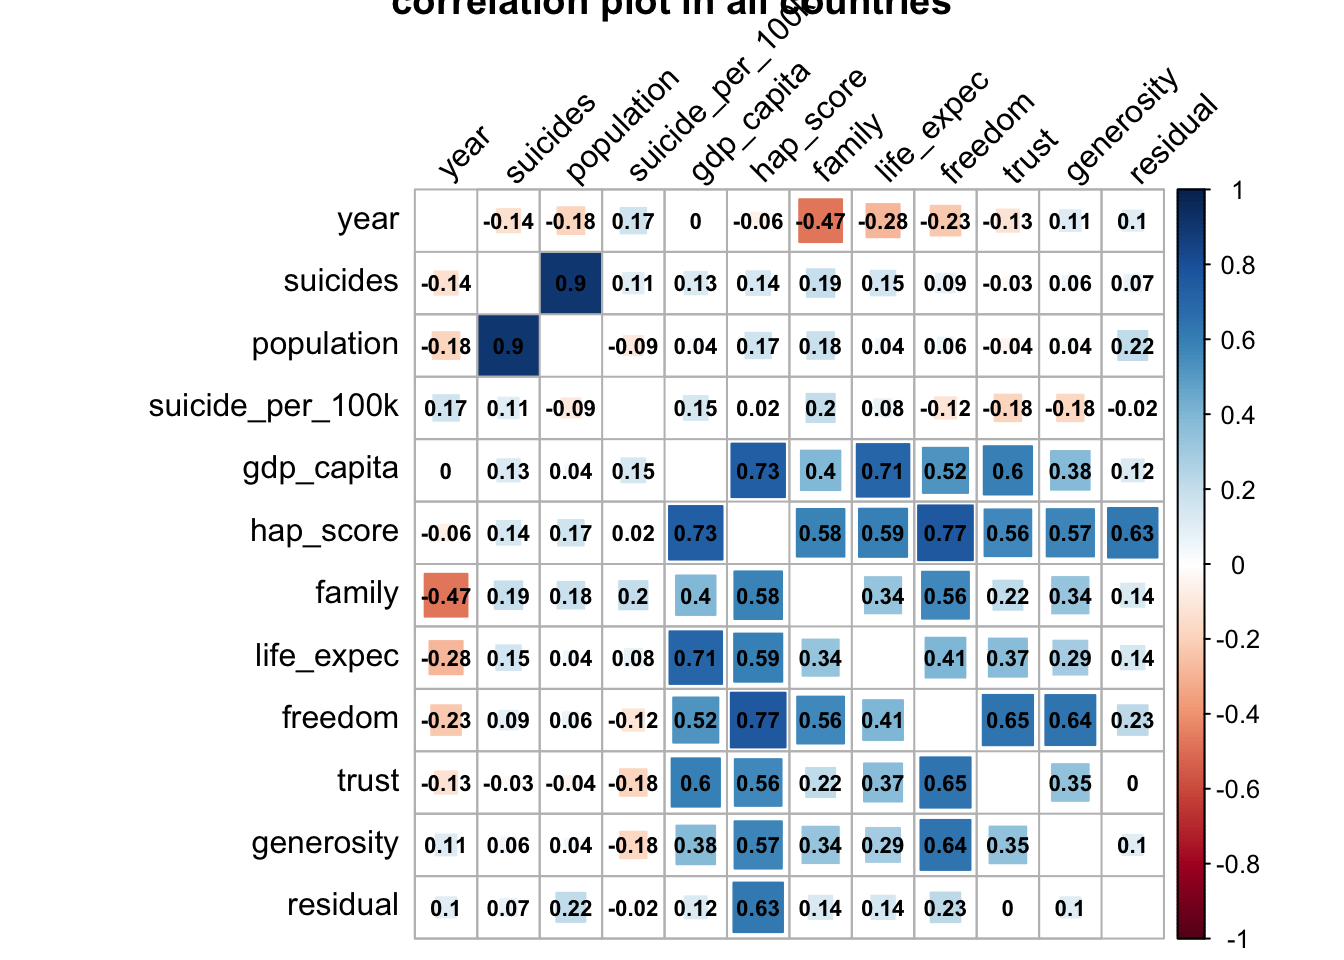 correlation plot in all countries
year suicides population suicide_per_100k gdp_capita hap_score family life_expec freedom trust generosity residual
year -0.14 -0.18 0.17 0 -0.06 -0.47 -0.28 -0.23 -0.13 0.11 0.1
suicides -0.14 0.9 0.11 0.13 0.14 0.19 0.15 0.09 -0.03 0.06 0.07
population -0.18 0.9 -0.09 0.04 0.17 0.18 0.04 0.06 -0.04 0.04 0.22
suicide_per_100k 0.17 0.11 -0.09 0.15 0.02 0.2 0.08 -0.12 -0.18 -0.18 -0.02
gdp_capita 0 0.13 0.04 0.15 0.73 0.4 0.71 0.52 0.6 0.38 0.12
hap_score -0.06 0.14 0.17 0.02 0.73 0.58 0.59 0.77 0.56 0.57 0.63
family -0.47 0.19 0.18 0.2 0.4 0.58 0.34 0.56 0.22 0.34 0.14
life_expec -0.28 0.15 0.04 0.08 0.71 0.59 0.34 0.41 0.37 0.29 0.14
freedom -0.23 0.09 0.06 -0.12 0.52 0.77 0.56 0.41 0.65 0.64 0.23
trust -0.13 -0.03 -0.04 -0.18 0.6 0.56 0.22 0.37 0.65 0.35 0
generosity 0.11 0.06 0.04 -0.18 0.38 0.57 0.34 0.29 0.64 0.35 0.1
residual 0.1 0.07 0.22 -0.02 0.12 0.63 0.14 0.14 0.23 0 0.1
1
0.8
0.6
0.4
0.2
0
-0.2
-0.4
-0.6
-0.8
-1